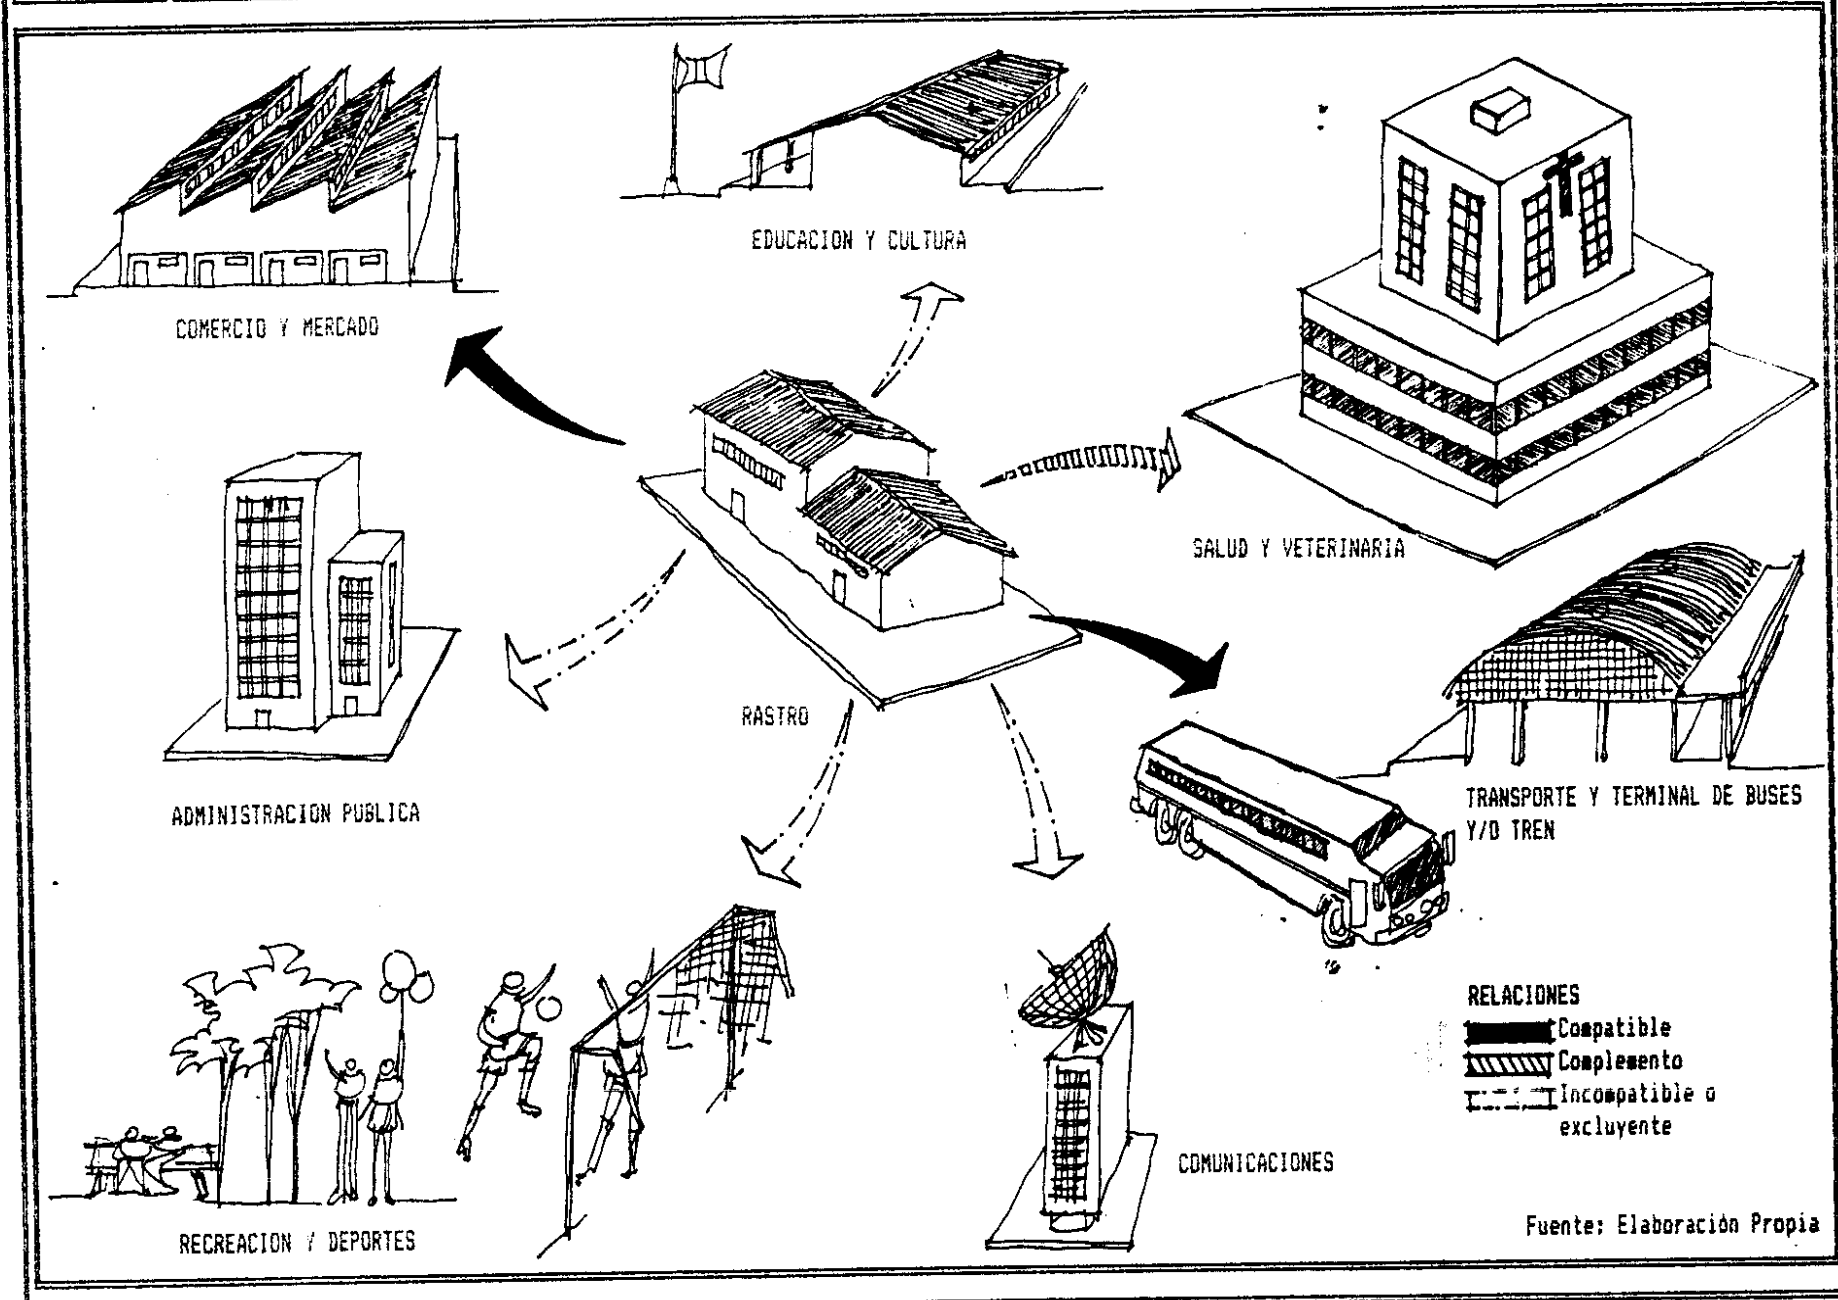 EDUCACION Y CULTURA
COMERCIO Y MERCADO
SALUD Y VETERINARIA
RASTRO
ADMINISTRACION PUBLICA
TRANSPORTE Y TERMINAL DE BUSES
Y/O TREN
RELACIONES
Compatible
Complemento
Incompatible o
excluyente
COMUNICACIONES
RECREACION Y DEPORTES
Fuente: Elaboración Propia